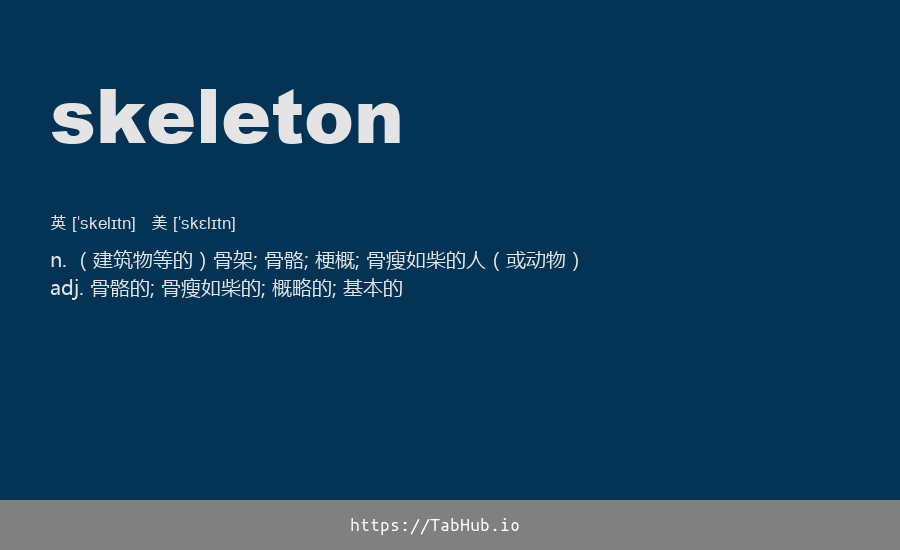 skeleton
英 [ˈskelɪtn]   美 [ˈskɛlɪtn]
n. （建筑物等的）骨架; 骨骼; 梗概; 骨瘦如柴的人（或动物）
adj. 骨骼的; 骨瘦如柴的; 概略的; 基本的
https://TabHub.io